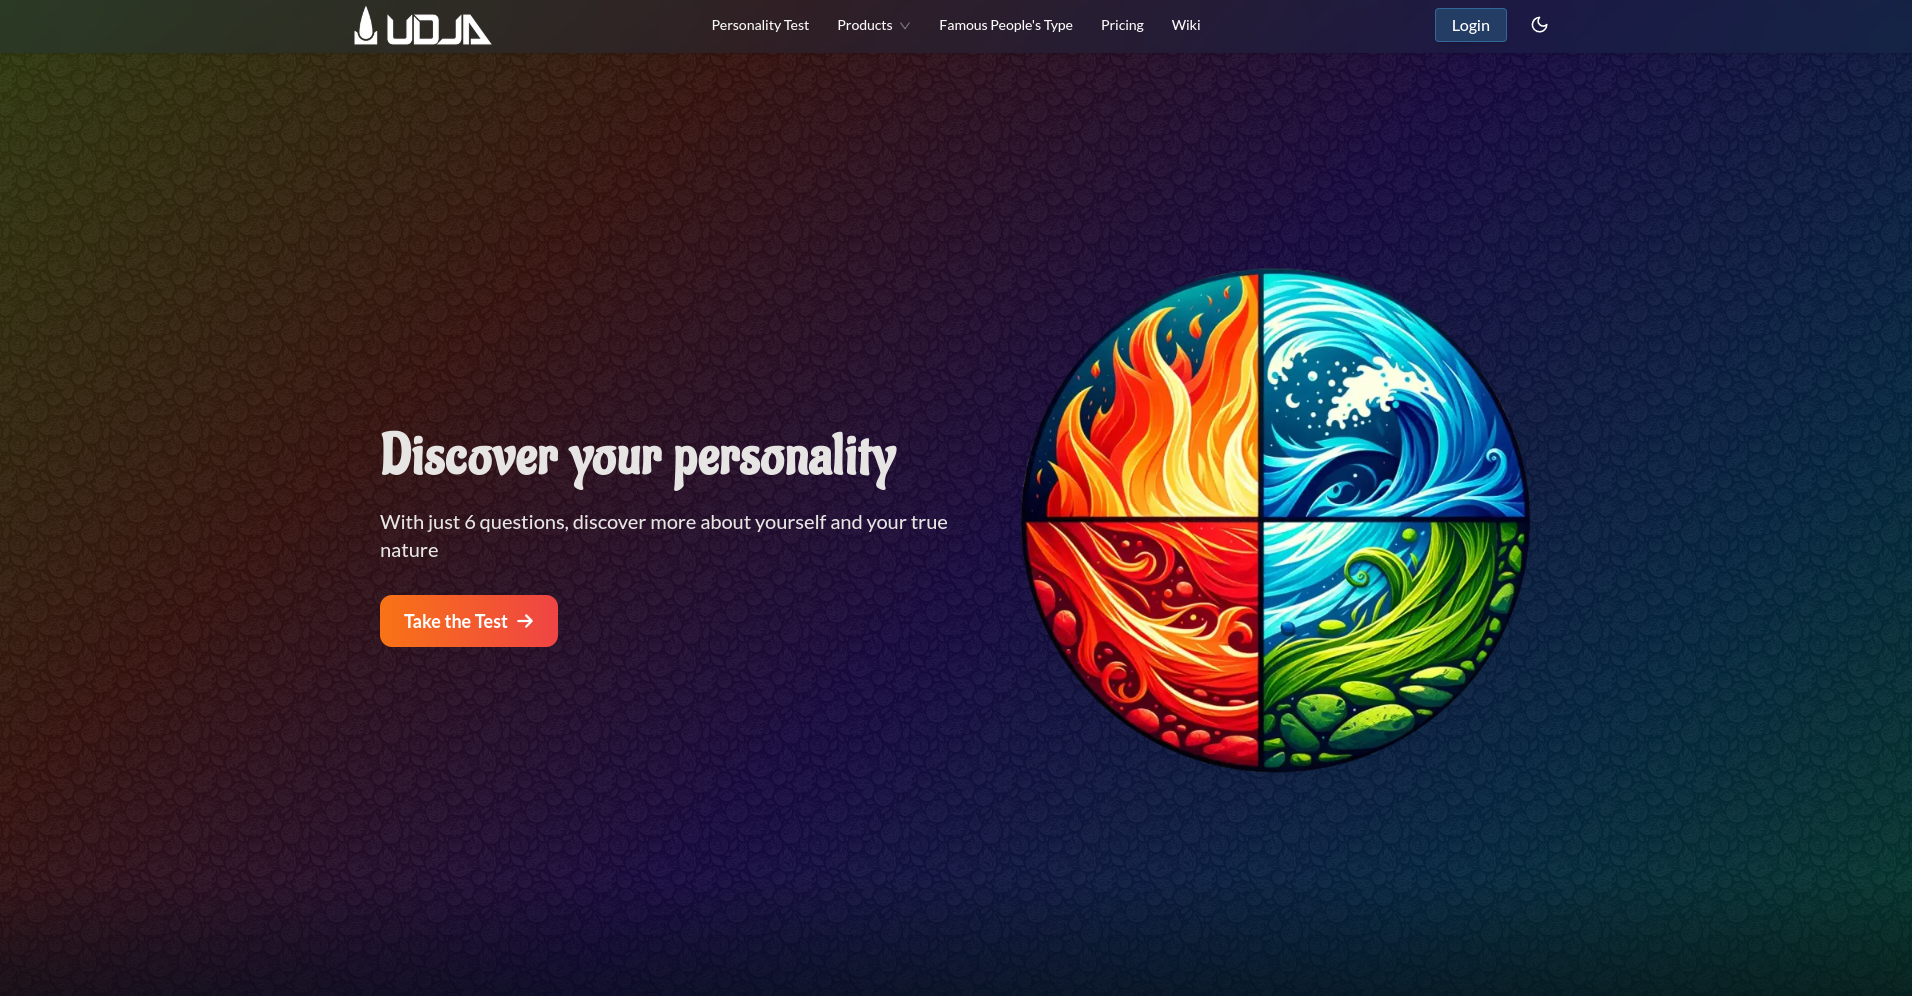 UDJA
Personality Test
Products
Famous People's Type
Pricing
Wiki
Login
Discover your personality
With just 6 questions, discover more about yourself and your true
nature
Take the Test